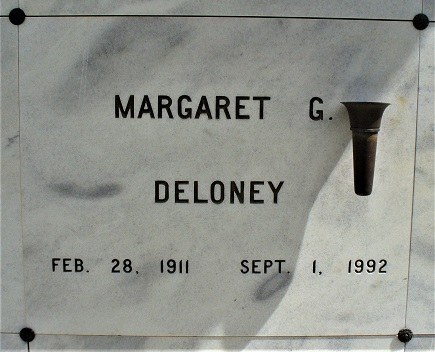 MARGARET G.
DELONEY
FEB. 28, 1911 SEPT. 1, 1992